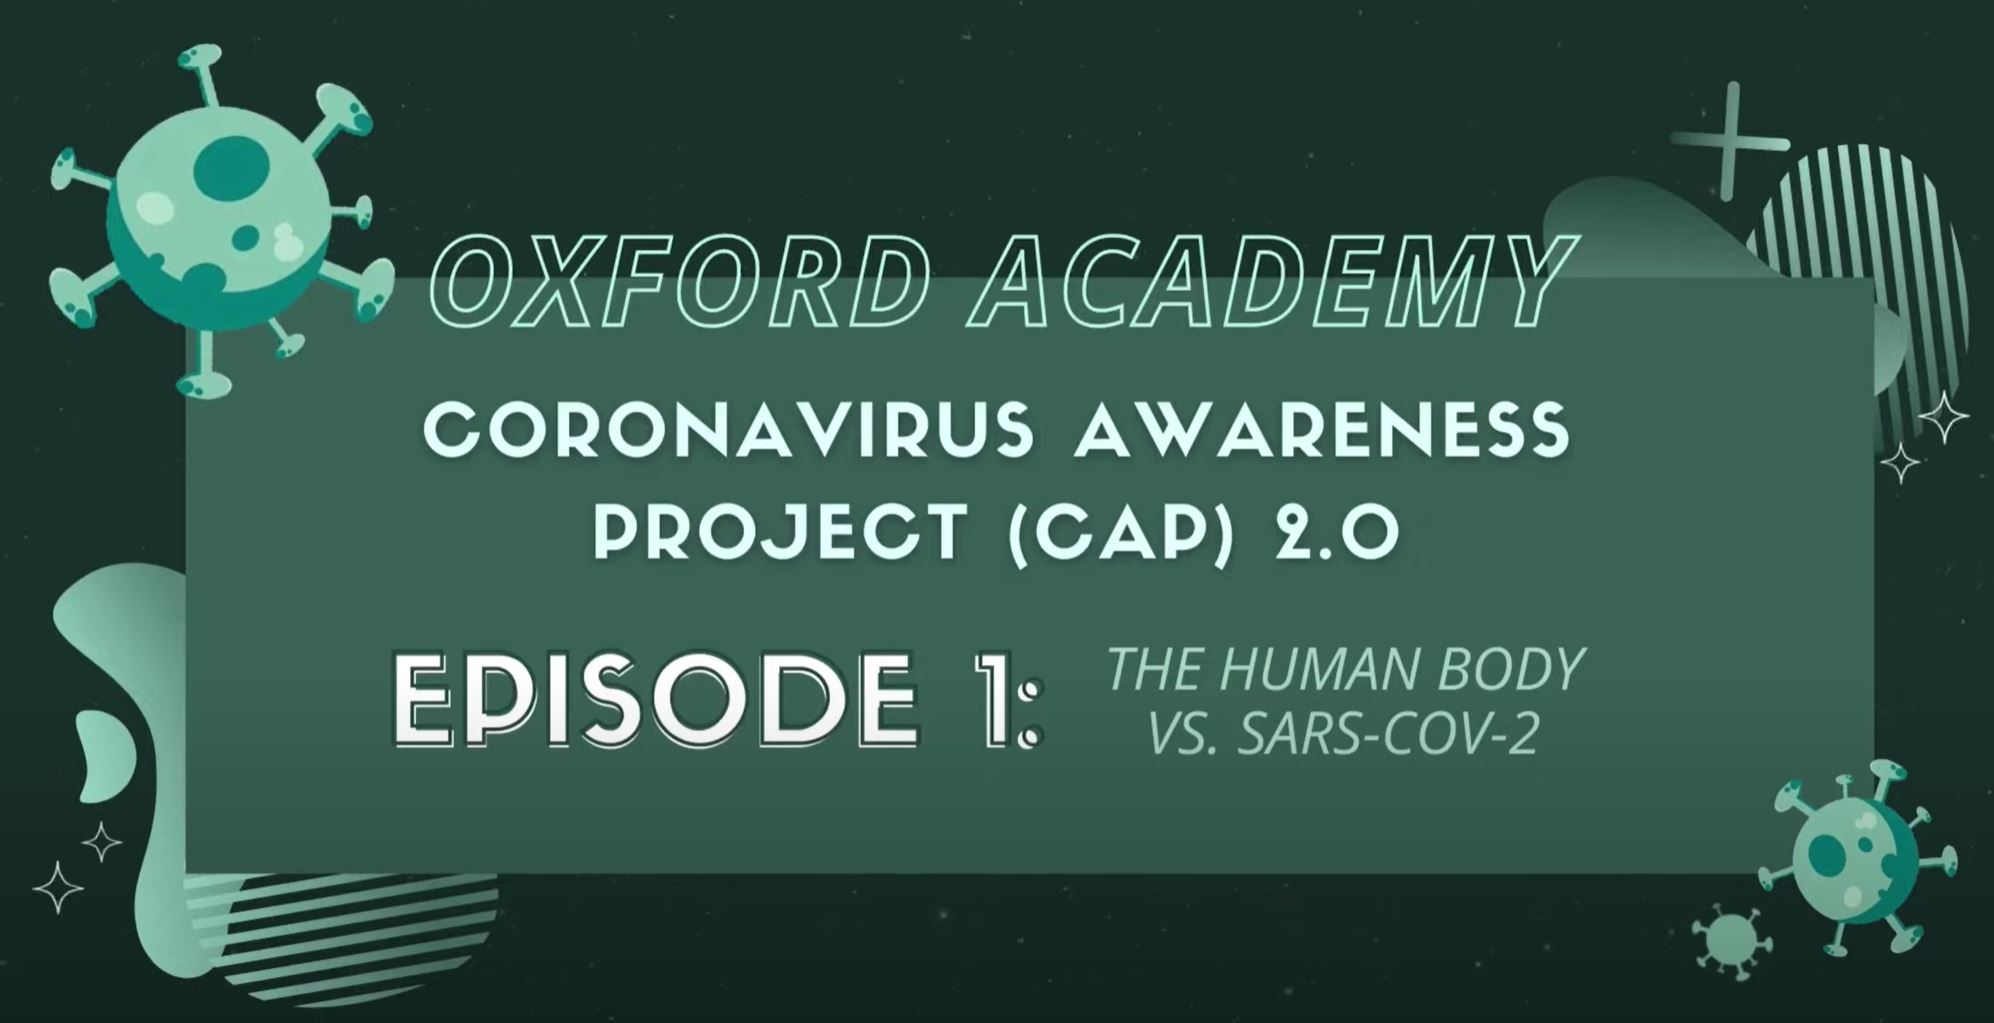 OXFORD ACADEMY
CORONAVIRUS AWARENESS
PROJECT (CAP) 2.0
EPISODE 1:
THE HUMAN BODY
VS. SARS-COV-2